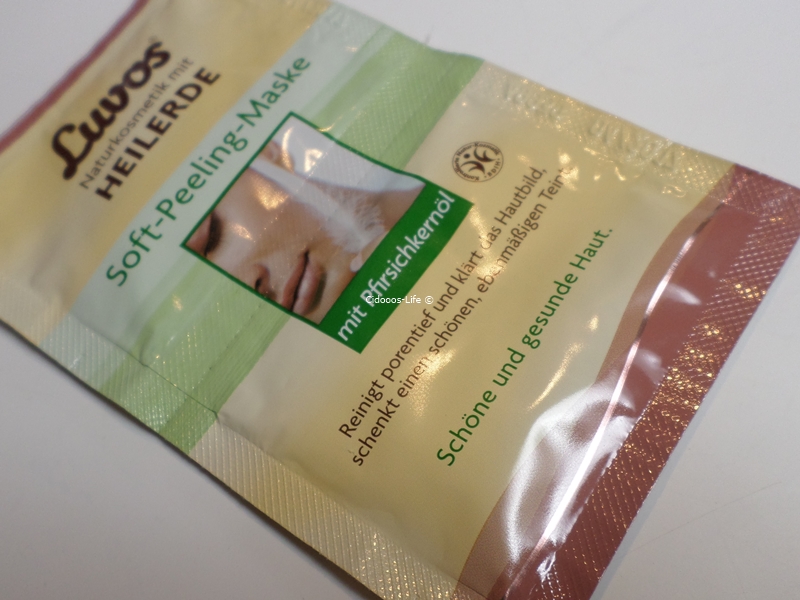 Luvos
Naturkosmetik mit
HEILERDE
Soft-Peeling-Maske
mit Pfirsichkernöl
Reinigt porentief und klärt das Hautbild,
schenkt einen schönen, ebenmäßigen Teint.
Schöne und gesunde Haut.
Cidooos-Life ©